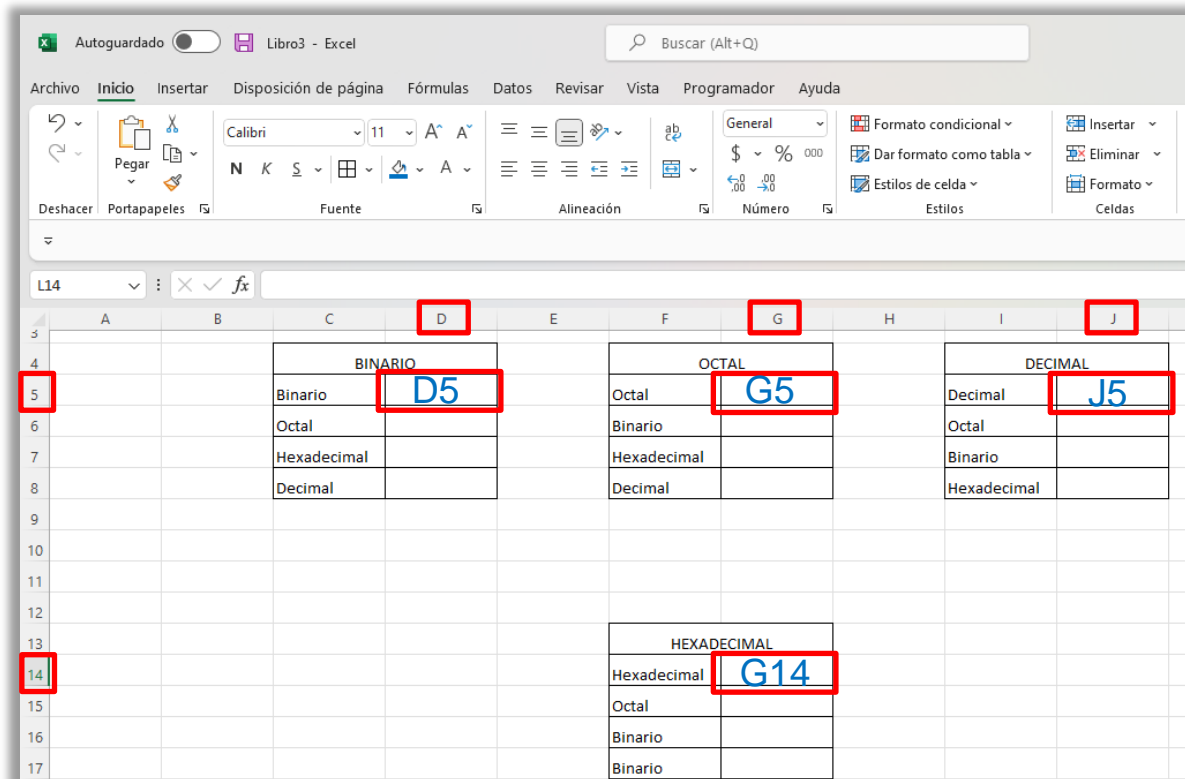 Autoguardado Libro3 - Excel Buscar (Alt+Q)
Archivo Inicio Insertar Disposición de página Fórmulas Datos Revisar Vista Programador Ayuda
Pegar
Calibri 11 A^ Aˇ
N K S A
ab
General
$ % 000
Formato condicional
Dar formato como tabla
Estilos de celda
Insertar
Eliminar
Formato
Deshacer Portapapeles Fuente Alineación Número Estilos Celdas
L14 fx
A B C D E F G H I J
3
4 BINARIO OCTAL DECIMAL
5 Binario D5 Octal G5 Decimal J5
6 Octal Binario Octal
7 Hexadecimal Hexadecimal Binario
8 Decimal Decimal Hexadecimal
9
10
11
12
13 HEXADECIMAL
14 Hexadecimal G14
15 Octal
16 Binario
17 Binario